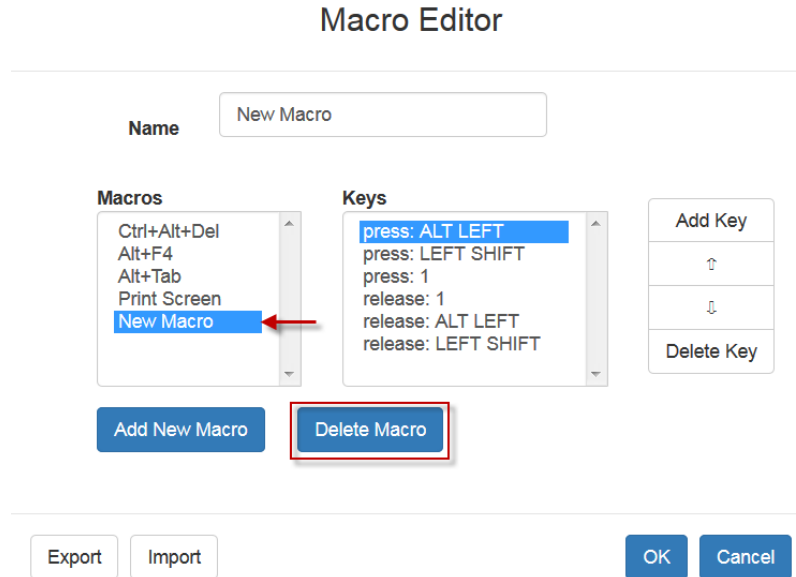 Macro Editor
Name
New Macro
Macros
Ctrl+Alt+Del
Alt+F4
Alt+Tab
Print Screen
New Macro
Keys
press: ALT LEFT
press: LEFT SHIFT
press: 1
release: 1
release: ALT LEFT
release: LEFT SHIFT
Add Key
⇧
⇩
Delete Key
Add New Macro
Delete Macro
Export
Import
OK
Cancel